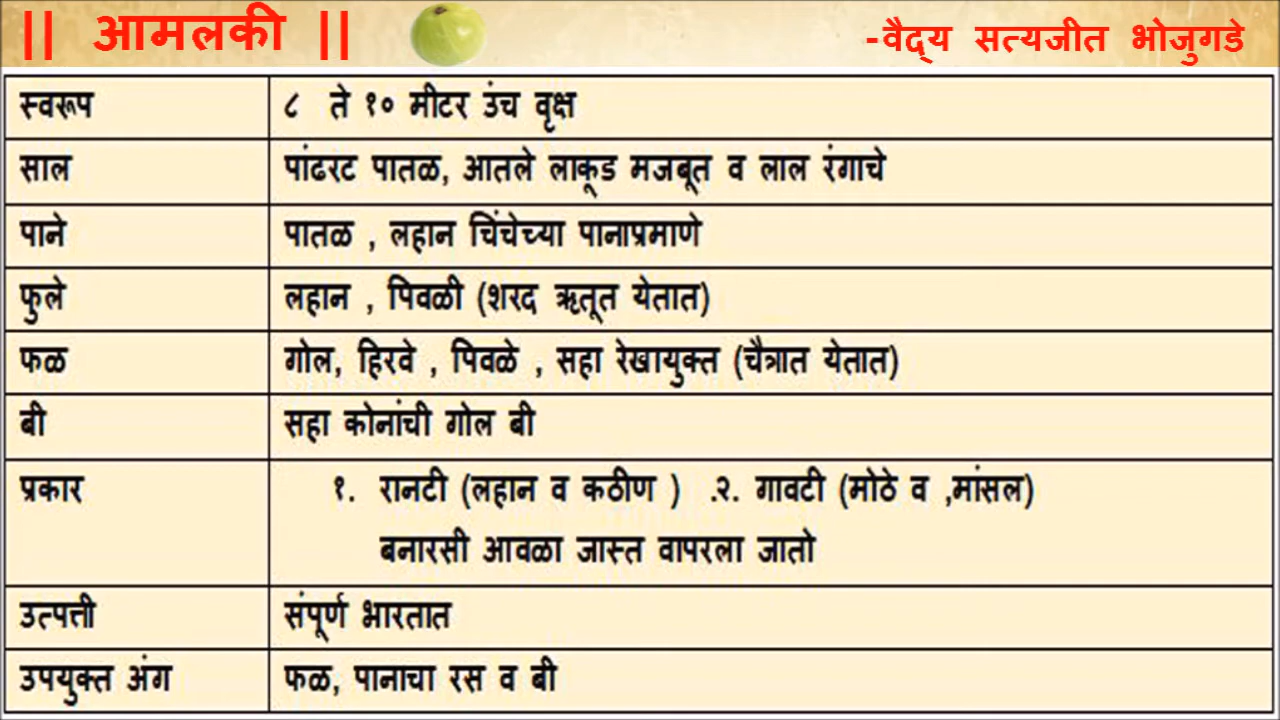 || आमलकी ||
-वैद्य सत्यजीत भोजुगडे
स्वरूप ८ ते १० मीटर उंच वृक्ष
साल पांढरट पातळ, आतले लाकूड मजबूत व लाल रंगाचे
पाने पातळ , लहान चिंचेच्या पानाप्रमाणे
फुले लहान , पिवळी (शरद ऋतूत येतात)
फळ गोल, हिरवे , पिवळे , सहा रेखायुक्त (चैत्रात येतात)
बी सहा कोनांची गोल बी
प्रकार १. रानटी (लहान व कठीण ) .२. गावटी (मोठे व ,मांसल)
बनारसी आवळा जास्त वापरला जातो
उत्पत्ती संपूर्ण भारतात
उपयुक्त अंग फळ, पानाचा रस व बी